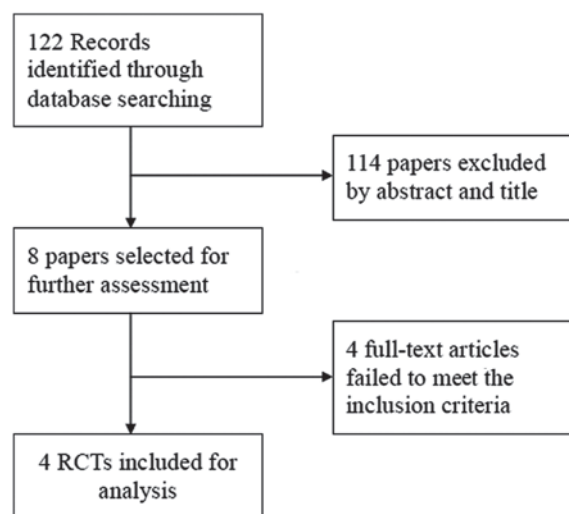 122 Records
identified through
database searching
114 papers excluded
by abstract and title
8 papers selected for
further assessment
4 full-text articles
failed to meet the
inclusion criteria
4 RCTs included for
analysis